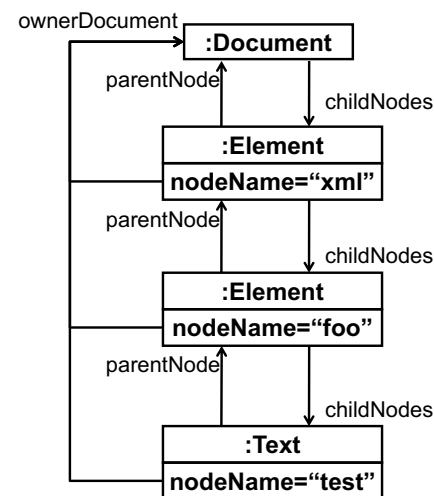 ownerDocument
:Document
parentNode
childNodes
:Element
nodeName=“xml”
parentNode
childNodes
:Element
nodeName=“foo”
parentNode
childNodes
:Text
nodeName=“test”